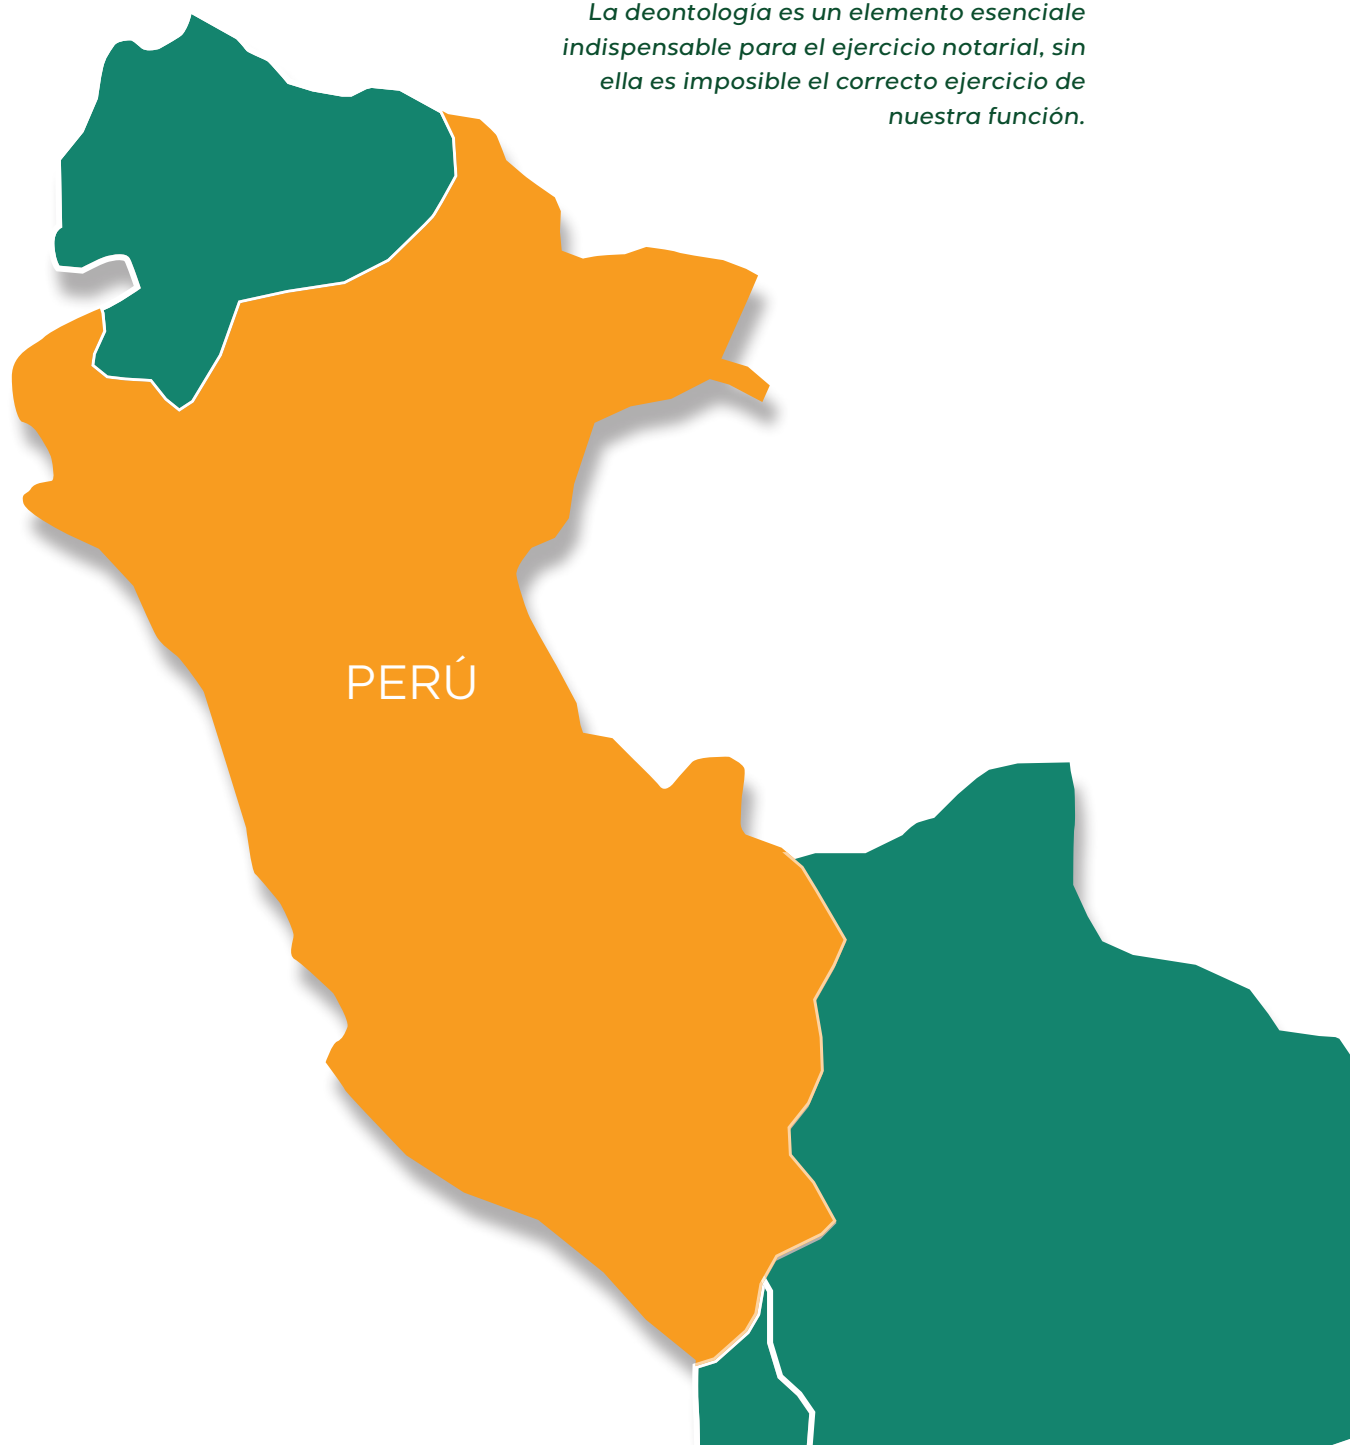 La deontología es un elemento esenciale
indispensable para el ejercicio notarial, sin
ella es imposible el correcto ejercicio de
nuestra función.
PERÚ